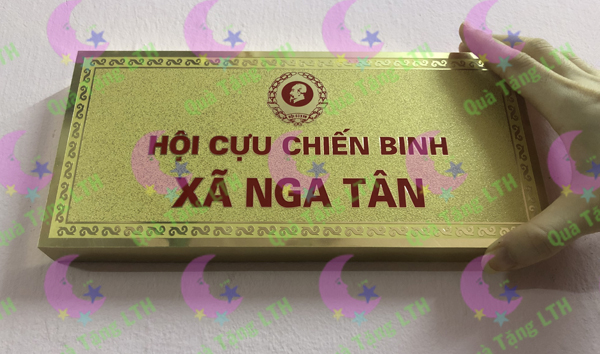 HỘI CỰU CHIẾN BINH
XÃ NGA TÂN
Quà Tặng LTH